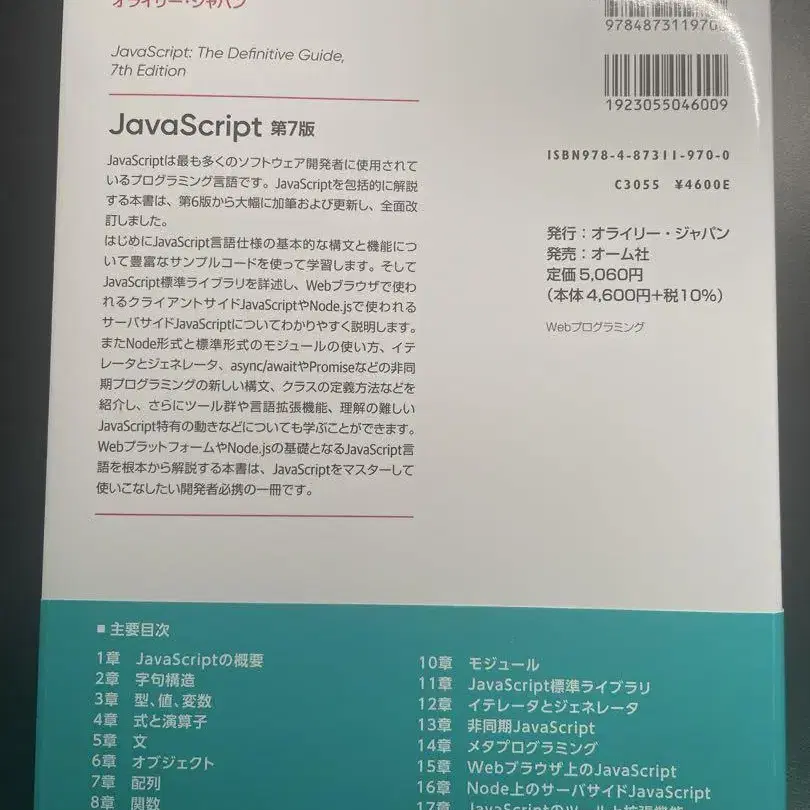 オライリー・ジャパン
JavaScript: The Definitive Guide,
7th Edition
JavaScript 第7版
JavaScriptは最も多くのソフトウェア開発者に使用されて
いるプログラミング言語です。JavaScriptを包括的に解説
する本書は、第6版から大幅に加筆および更新し、全面改
訂しました。
はじめにJavaScript言語仕様の基本的な構文と機能につ
いて豊富なサンプルコードを使って学習します。そして
JavaScript標準ライブラリを詳述し、Webブラウザで使わ
れるクライアントサイドJavaScriptやNode.jsで使われる
サーバサイドJavaScriptについてわかりやすく説明します。
またNode形式と標準形式のモジュールの使い方、イテ
レータとジェネレータ、async/awaitやPromiseなどの非同
期プログラミングの新しい構文、クラスの定義方法などを
紹介し、さらにツール群や言語拡張機能、理解の難しい
JavaScript特有の動きなどについても学ぶことができます。
WebプラットフォームやNode.jsの基礎となるJavaScript言
語を根本から解説する本書は、JavaScriptをマスターして
使いこなしたい開発者必携の一冊です。
1923055046009
ISBN978-4-87311-970-0
C3055 ¥4600E
発行：オライリー・ジャパン
発売：オーム社
定価5,060円
（本体4,600円+税10%）
Webプログラミング
■ 主要目次
1章 JavaScriptの概要
2章 字句構造
3章 型、値、変数
4章 式と演算子
5章 文
6章 オブジェクト
7章 配列
8章 関数
10章 モジュール
11章 JavaScript標準ライブラリ
12章 イテレータとジェネレータ
13章 非同期JavaScript
14章 メタプログラミング
15章 Webブラウザ上のJavaScript
16章 Node上のサーバサイドJavaScript
17章 JavaScriptのツールと拡張機能